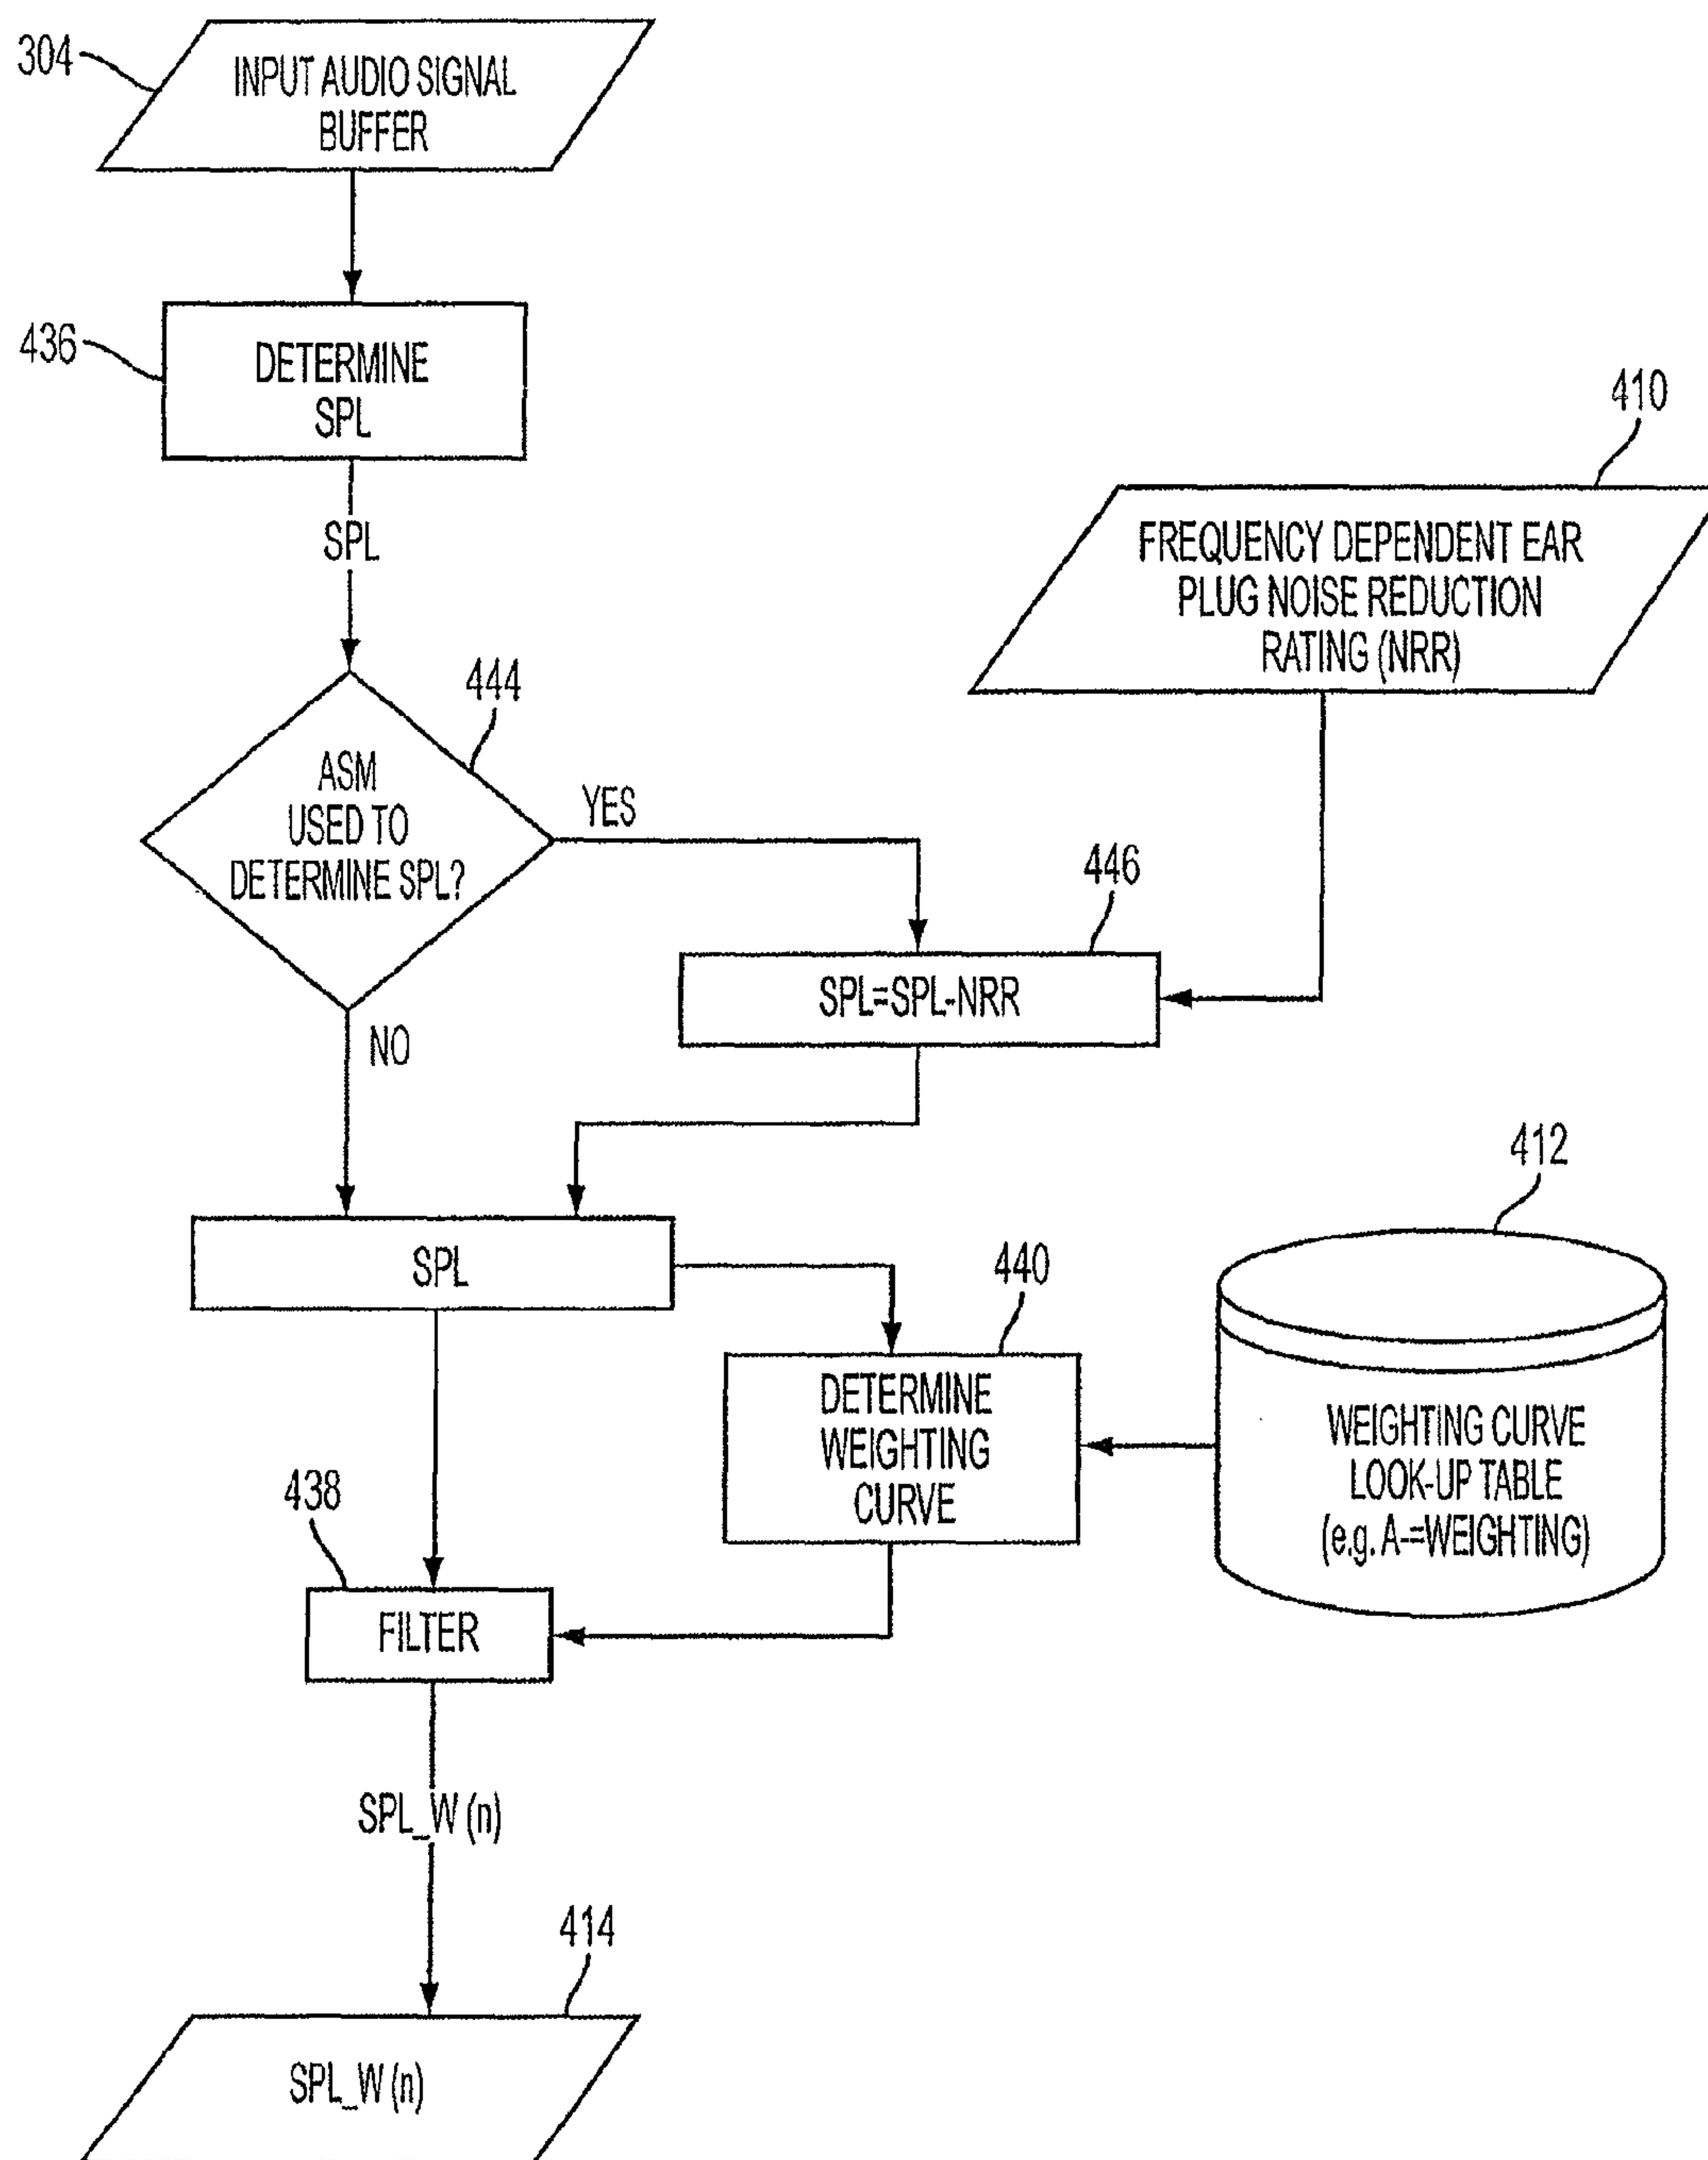 304
INPUT AUDIO SIGNAL
BUFFER
436
DETERMINE
SPL
SPL
410
FREQUENCY DEPENDENT EAR
PLUG NOISE REDUCTION
RATING (NRR)
444
ASM
USED TO
DETERMINE SPL?
YES
446
SPL=SPL-NRR
NO
412
SPL
440
DETERMINE
WEIGHTING
CURVE
WEIGHTING CURVE
LOOK-UP TABLE
(e.g. A-=WEIGHTING)
438
FILTER
SPL_W (n)
414
SPL_W (n)